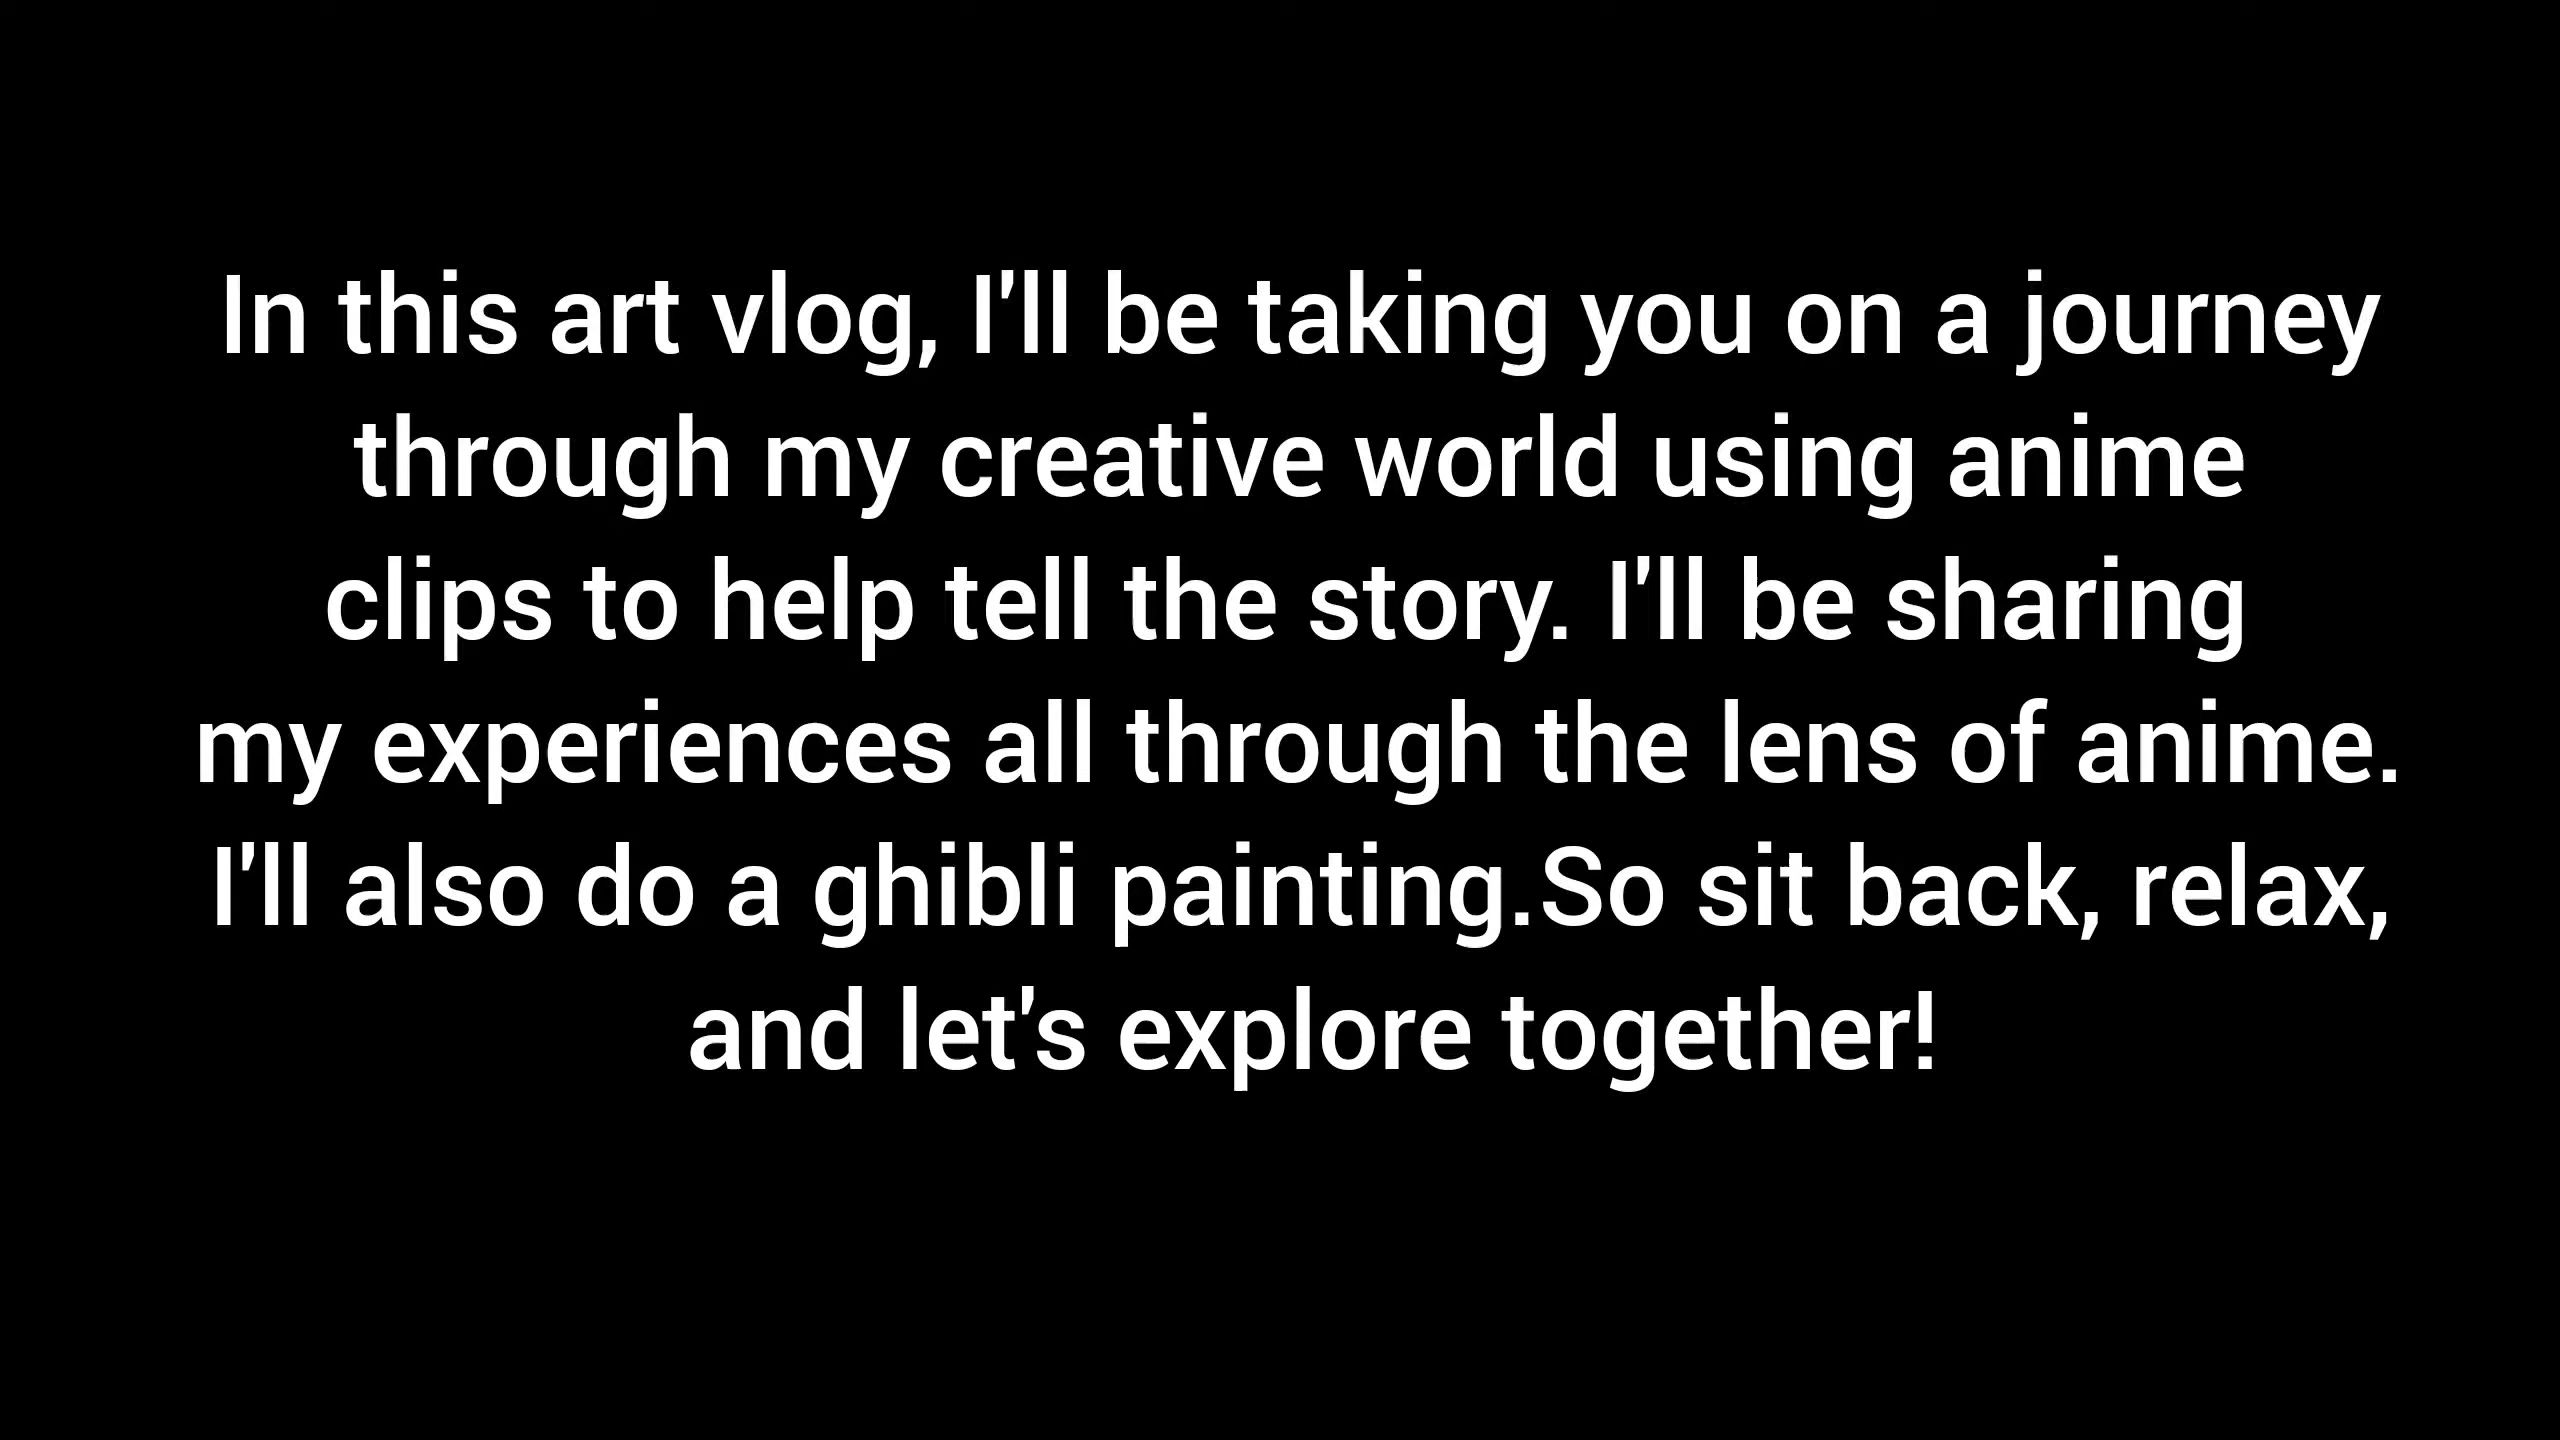 In this art vlog, I'll be taking you on a journey
through my creative world using anime
clips to help tell the story. I'll be sharing
my experiences all through the lens of anime.
I'll also do a ghibli painting.So sit back, relax,
and let's explore together!